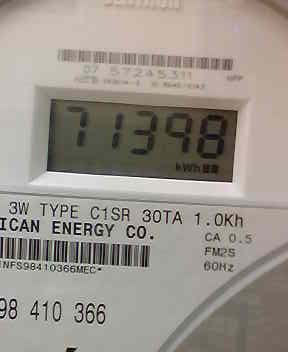 07 57245311
71398
kWh
3W TYPE C1SR 30TA 1.0Kh
ICAN ENERGY CO.
CA 0.5
FM2S
60Hz
INFS98410366MEC*
98 410 366